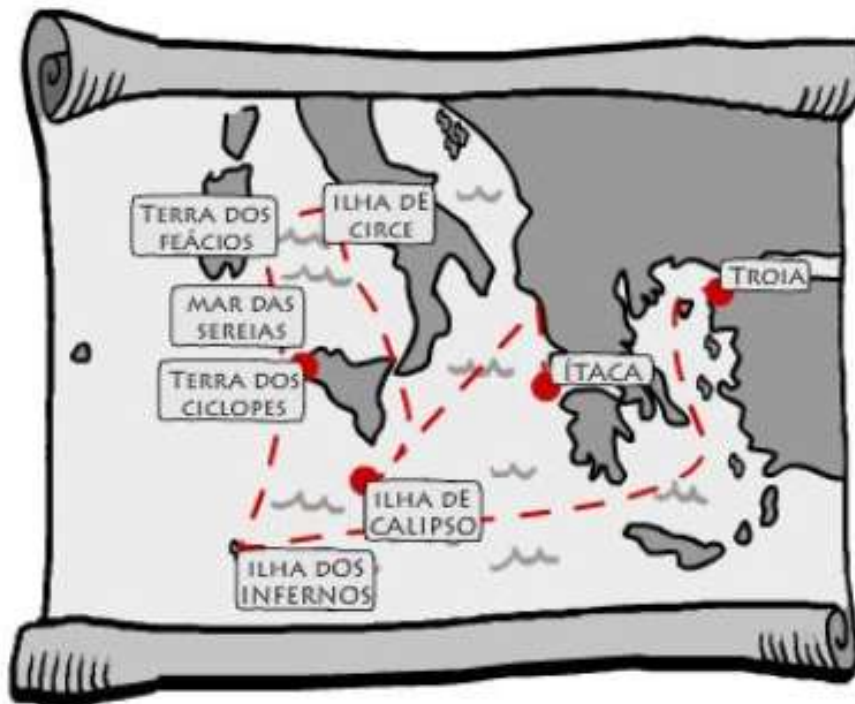 TERRA DOS
FEÁCIOS
ILHA DE
CIRCE
TROIA
MAR DAS
SEREIAS
TERRA DOS
CICLOPES
ÍTACA
ILHA DE
CALIPSO
ILHA DOS
INFERNOS